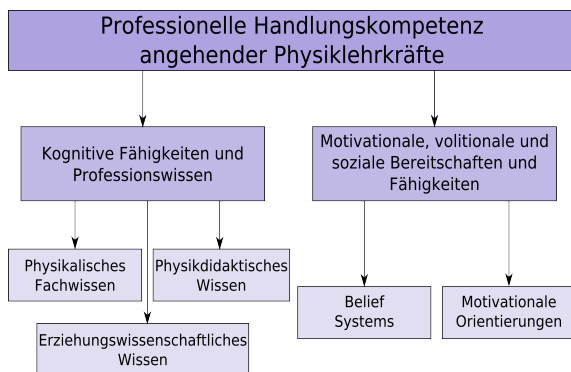 Professionelle Handlungskompetenz
angehender Physiklehrkräfte
Kognitive Fähigkeiten und
Professionswissen
Motivationale, volitionale und
soziale Bereitschaften und
Fähigkeiten
Physikalisches
Fachwissen
Physikdidaktisches
Wissen
Erziehungswissenschaftliches
Wissen
Belief
Systems
Motivationale
Orientierungen